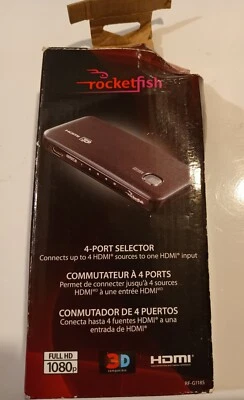 rocketfish
4-PORT SELECTOR
Connects up to 4 HDMI® sources to one HDMI® input
COMMUTATEUR À 4 PORTS
Permet de connecter jusqu'à 4 sources
HDMI^MD à une entrée HDMI^MD
CONMUTADOR DE 4 PUERTOS
Conecta hasta 4 fuentes HDMI® a una
entrada de HDMI®
FULL HD
1080p
3D
HDMI
RF-G1185